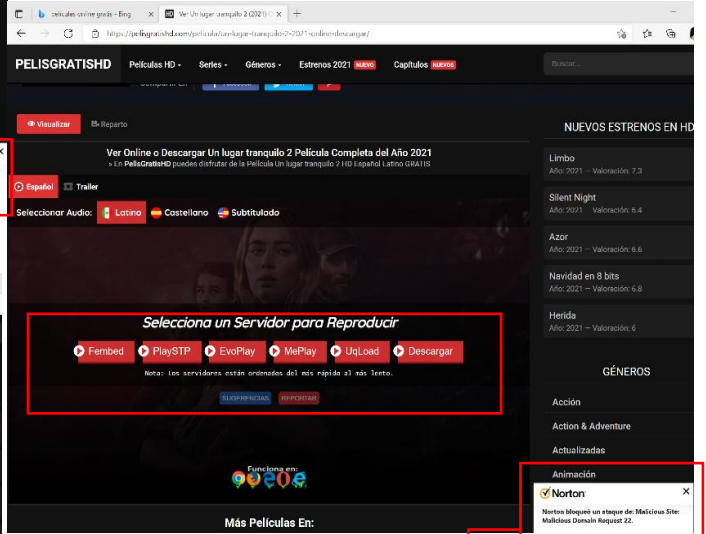 películas online gratis - Bing
Ver Un lugar tranquilo 2 (2021) O
https://pelisgratishd.com/pelicula/un-lugar-tranquilo-2-2021-online-descargar/
PELISGRATISHD
Películas HD
Series
Géneros
Estrenos 2021 NUEVO
Capítulos NUEVOS
Buscar...
Compartir En
Facebook
Twitter
Visualizar
Reparto
Ver Online o Descargar Un lugar tranquilo 2 Película Completa del Año 2021
» En PelisGratisHD puedes disfrutar de la Película Un lugar tranquilo 2 HD Español Latino GRATIS
Español
Trailer
Seleccionar Audio:
Latino
Castellano
Subtitulado
Selecciona un Servidor para Reproducir
Fembed
PlaySTP
EvoPlay
MePlay
UqLoad
Descargar
Nota: Los servidores están ordenados del más rápido al más lento.
SUGERENCIAS
REPORTAR
Funciona en:
Más Películas En:
NUEVOS ESTRENOS EN HD
Limbo
Año: 2021 — Valoración: 7.3
Silent Night
Año: 2021 — Valoración: 6.4
Azor
Año: 2021 — Valoración: 6.6
Navidad en 8 bits
Año: 2021 — Valoración: 6.8
Herida
Año: 2021 — Valoración: 6
GÉNEROS
Acción
Action & Adventure
Actualizadas
Animación
Norton
Norton bloqueó un ataque de: Malicious Site:
Malicious Domain Request 22.